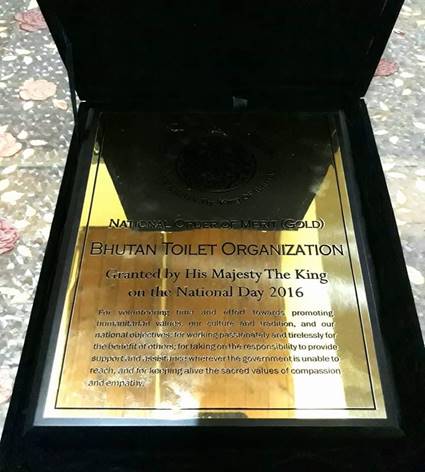 NATIONAL ORDER OF MERIT (GOLD)
BHUTAN TOILET ORGANIZATION
Granted by His Majesty The King
on the National Day 2016
For volunteering time and effort towards promoting
humanitarian values, our culture and tradition, and our
national objectives; for working passionately and tirelessly for
the benefit of others; for taking on the responsibility to provide
support and assistance wherever the government is unable to
reach, and for keeping alive the sacred values of compassion
and empathy.